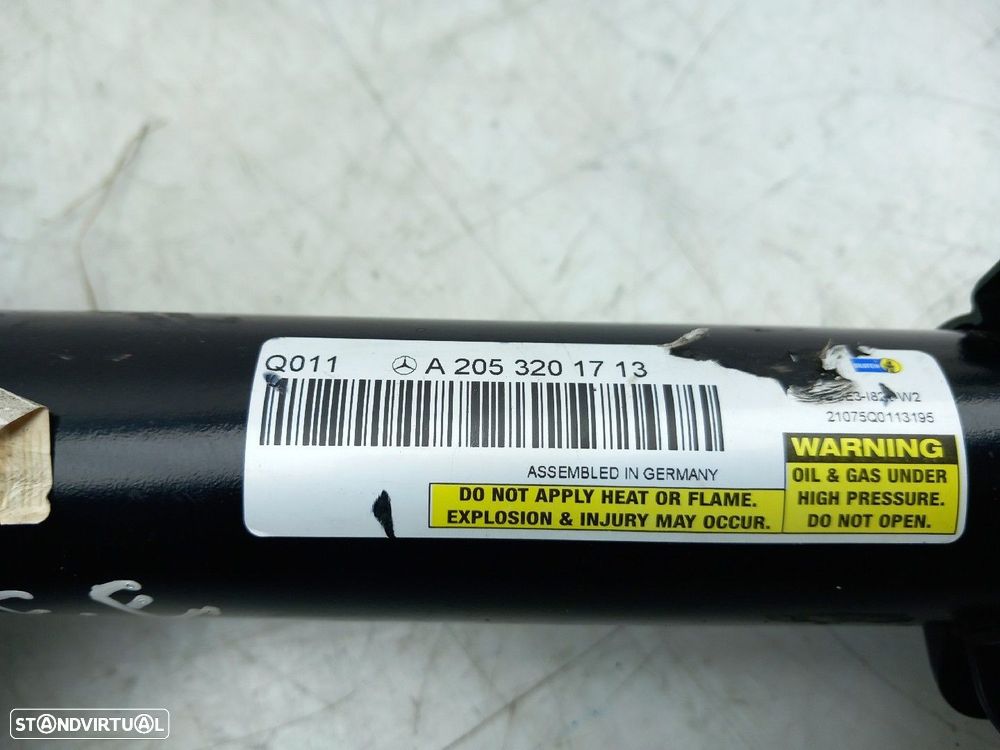 Q011 A 205 320 17 13
BILSTEIN
21075Q0113195
ASSEMBLED IN GERMANY
DO NOT APPLY HEAT OR FLAME.
EXPLOSION & INJURY MAY OCCUR.
WARNING
OIL & GAS UNDER
HIGH PRESSURE.
DO NOT OPEN.
STANDVIRTUAL